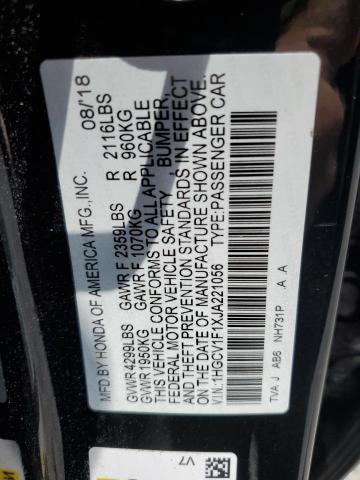 MFD.BY HONDA OF AMERICA MFG.,INC. 08/'18
GVWR 4299LBS GAWR F 2359LBS R 2116LBS
GVWR 1950KG GAWR F 1070KG R 960KG
THIS VEHICLE CONFORMS TO ALL APPLICABLE
FEDERAL MOTOR VEHICLE SAFETY, BUMPER,
AND THEFT PREVENTION STANDARDS IN EFFECT
ON THE DATE OF MANUFACTURE SHOWN ABOVE.
V.I.N.:1HGCV1F1XJA221056 TYPE:PASSENGER CAR
TVA J AB6 NH731P A A
V7